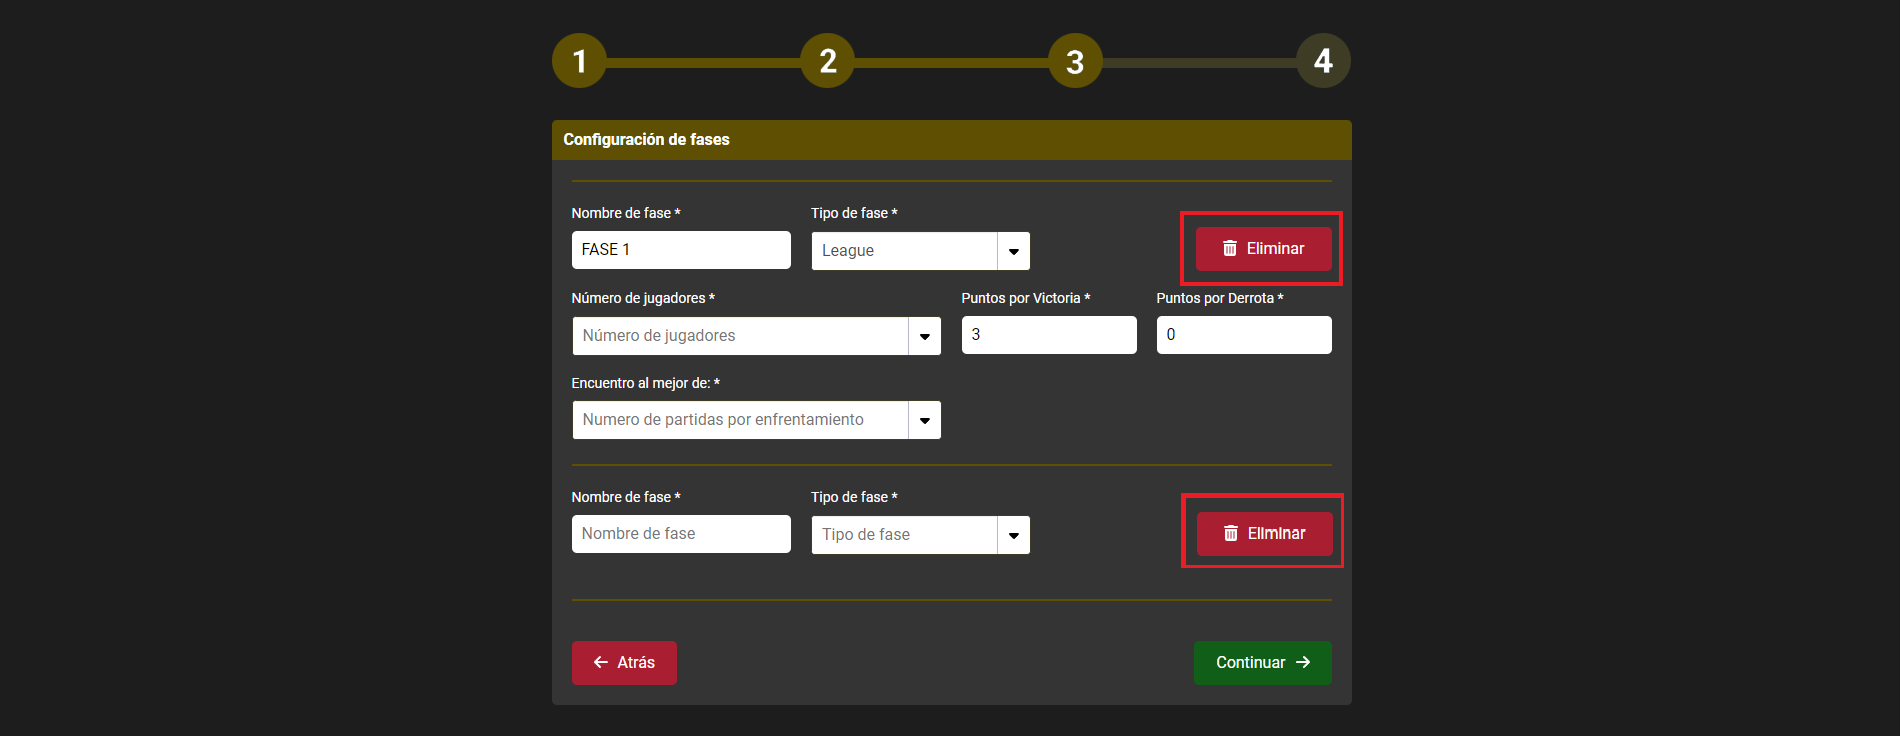 1 2 3 4
Configuración de fases
Nombre de fase * Tipo de fase *
FASE 1 League Eliminar
Número de jugadores * Puntos por Victoria * Puntos por Derrota *
Número de jugadores 3 0
Encuentro al mejor de: *
Numero de partidas por enfrentamiento
Nombre de fase * Tipo de fase *
Nombre de fase Tipo de fase Eliminar
Atrás Continuar